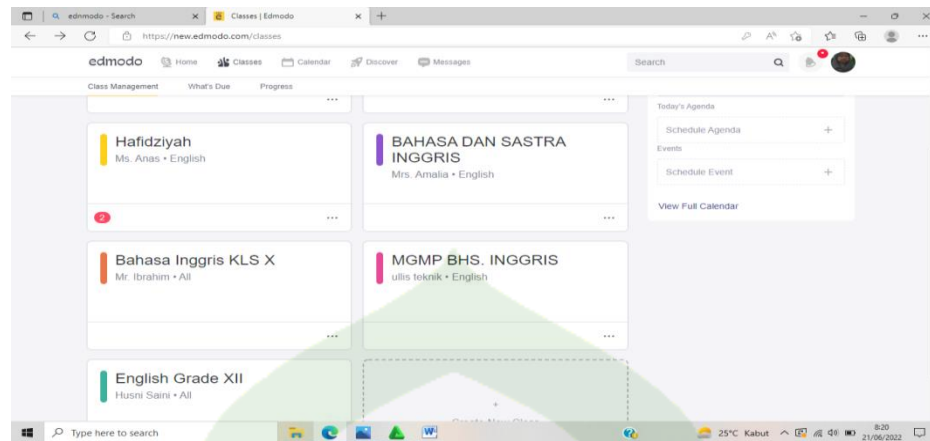 ednmodo - Search
Classes | Edmodo
https://new.edmodo.com/classes
edmodo Home Classes Calendar Discover Messages Search
Class Management What's Due Progress
Today's Agenda
Schedule Agenda +
Events
Schedule Event +
View Full Calendar
Hafidziyah
Ms. Anas • English
2
BAHASA DAN SASTRA
INGGRIS
Mrs. Amalia • English
Bahasa Inggris KLS X
Mr. Ibrahim • All
MGMP BHS. INGGRIS
ullis teknik • English
English Grade XII
Husni Saini • All
+
Create New Class
Type here to search
25°C Kabut
8:20
21/06/2022